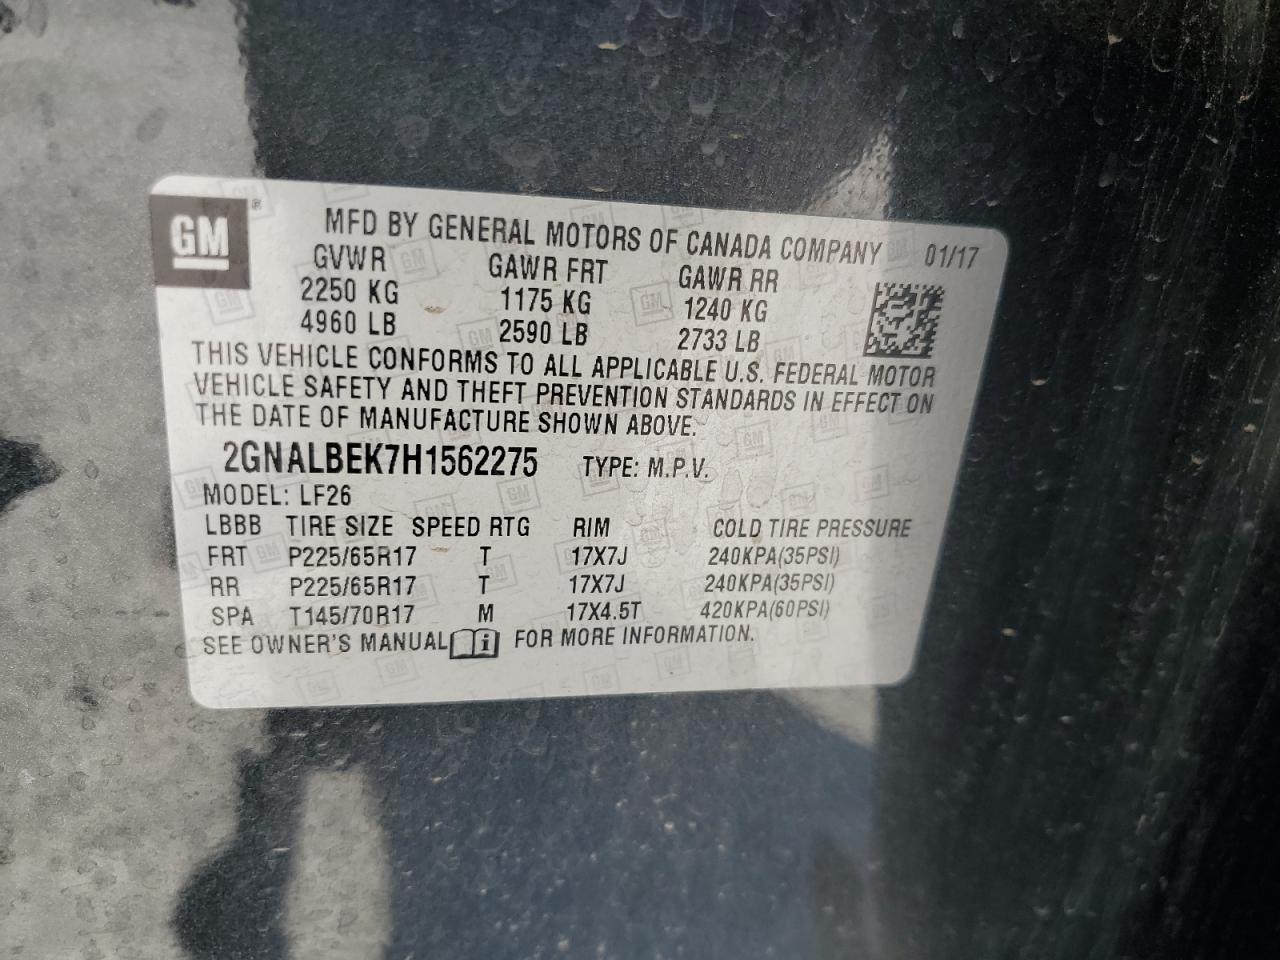 GM®
MFD BY GENERAL MOTORS OF CANADA COMPANY 01/17
GVWR GAWR FRT GAWR RR
2250 KG 1175 KG 1240 KG
4960 LB 2590 LB 2733 LB
THIS VEHICLE CONFORMS TO ALL APPLICABLE U.S. FEDERAL MOTOR
VEHICLE SAFETY AND THEFT PREVENTION STANDARDS IN EFFECT ON
THE DATE OF MANUFACTURE SHOWN ABOVE.
2GNALBEK7H1562275 TYPE: M.P.V.
MODEL: LF26
LBBB TIRE SIZE SPEED RTG RIM COLD TIRE PRESSURE
FRT P225/65R17 T 17X7J 240KPA(35PSI)
RR P225/65R17 T 17X7J 240KPA(35PSI)
SPA T145/70R17 M 17X4.5T 420KPA(60PSI)
SEE OWNER'S MANUAL i FOR MORE INFORMATION.